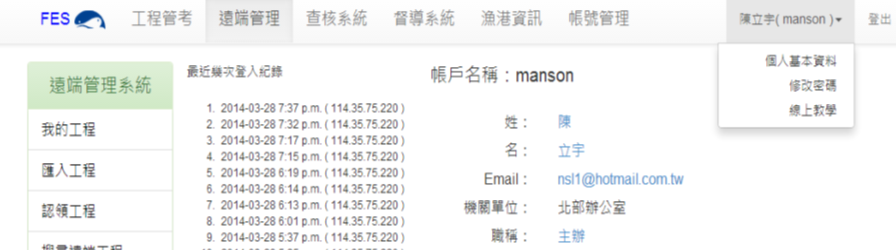 FES 工程管考 遠端管理 查核系統 督導系統 漁港資訊 帳號管理 陳立宇( manson ) 登出
個人基本資料
修改密碼
線上教學
遠端管理系統
我的工程
匯入工程
認領工程
搜尋遠端工程
最近幾次登入紀錄
1. 2014-03-28 7:37 p.m. ( 114.35.75.220 )
2. 2014-03-28 7:32 p.m. ( 114.35.75.220 )
3. 2014-03-28 7:17 p.m. ( 114.35.75.220 )
4. 2014-03-28 7:15 p.m. ( 114.35.75.220 )
5. 2014-03-28 6:19 p.m. ( 114.35.75.220 )
6. 2014-03-28 6:14 p.m. ( 114.35.75.220 )
7. 2014-03-28 6:13 p.m. ( 114.35.75.220 )
8. 2014-03-28 6:01 p.m. ( 114.35.75.220 )
9. 2014-03-28 5:37 p.m. ( 114.35.75.220 )
帳戶名稱：manson
姓： 陳
名： 立宇
Email： nsl1@hotmail.com.tw
機關單位： 北部辦公室
職稱： 主辦